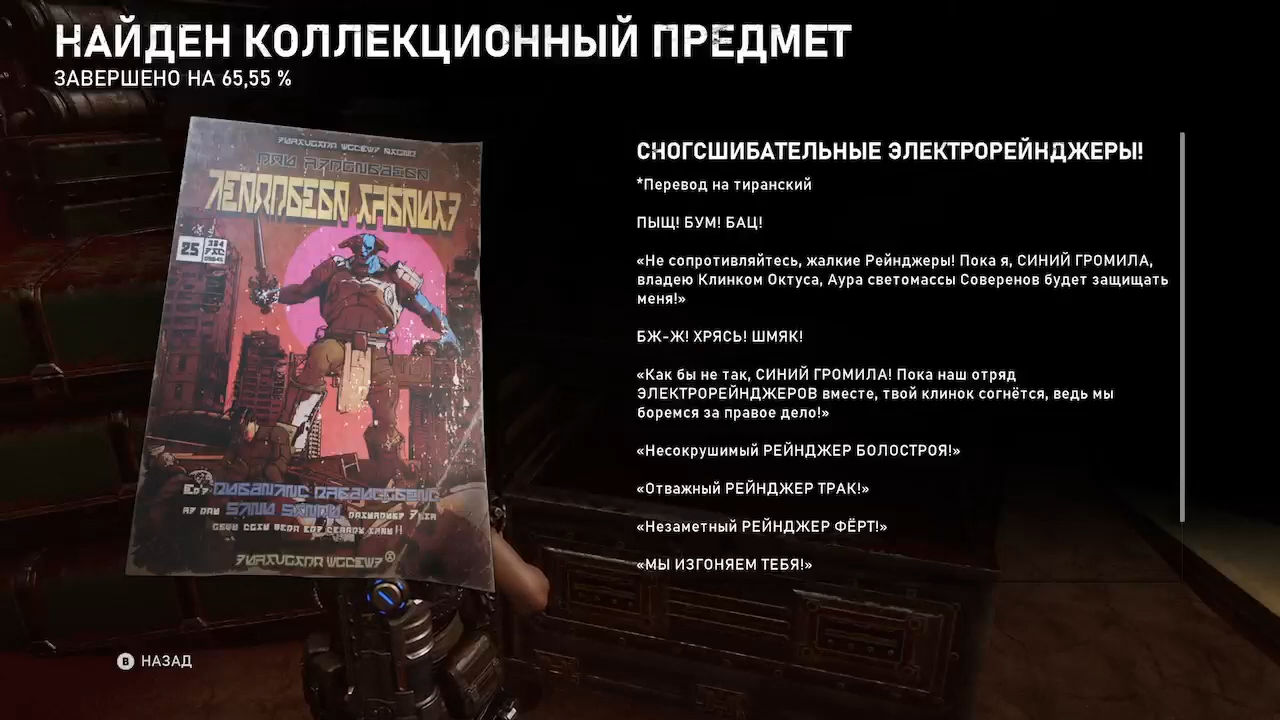 НАЙДЕН КОЛЛЕКЦИОННЫЙ ПРЕДМЕТ
ЗАВЕРШЕНО НА 65,55 %
25
СНОГСШИБАТЕЛЬНЫЕ ЭЛЕКТРОРЕЙНДЖЕРЫ!
*Перевод на тиранский
ПЫЩ! БУМ! БАЦ!
«Не сопротивляйтесь, жалкие Рейнджеры! Пока я, СИНИЙ ГРОМИЛА,
владею Клинком Октуса, Аура светомассы Соверенов будет защищать
меня!»
БЖ-Ж! ХРЯСЬ! ШМЯК!
«Как бы не так, СИНИЙ ГРОМИЛА! Пока наш отряд
ЭЛЕКТРОРЕЙНДЖЕРОВ вместе, твой клинок согнётся, ведь мы
боремся за правое дело!»
«Несокрушимый РЕЙНДЖЕР БОЛОСТРОЯ!»
«Отважный РЕЙНДЖЕР ТРАК!»
«Незаметный РЕЙНДЖЕР ФЁРТ!»
«МЫ ИЗГОНЯЕМ ТЕБЯ!»
B НАЗАД